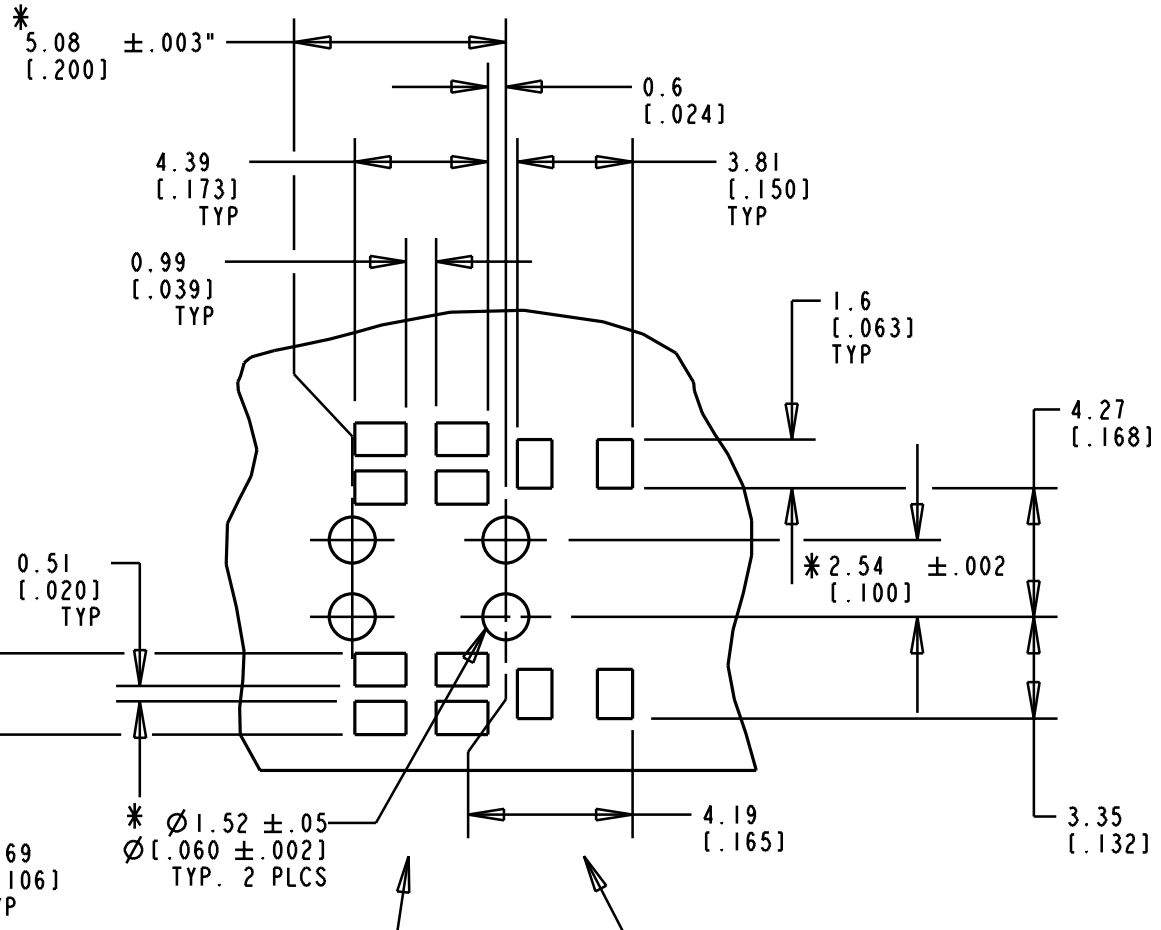 *
5.08 ±.003"
[.200]
0.6
[.024]
4.39
[.173]
TYP
3.81
[.150]
TYP
0.99
[.039]
TYP
1.6
[.063]
TYP
4.27
[.168]
0.51
[.020]
TYP
* 2.54 ±.002
[.100]
* Ø1.52 ±.05
Ø[.060 ±.002]
TYP. 2 PLCS
4.19
[.165]
3.35
[.132]
69
106]
P